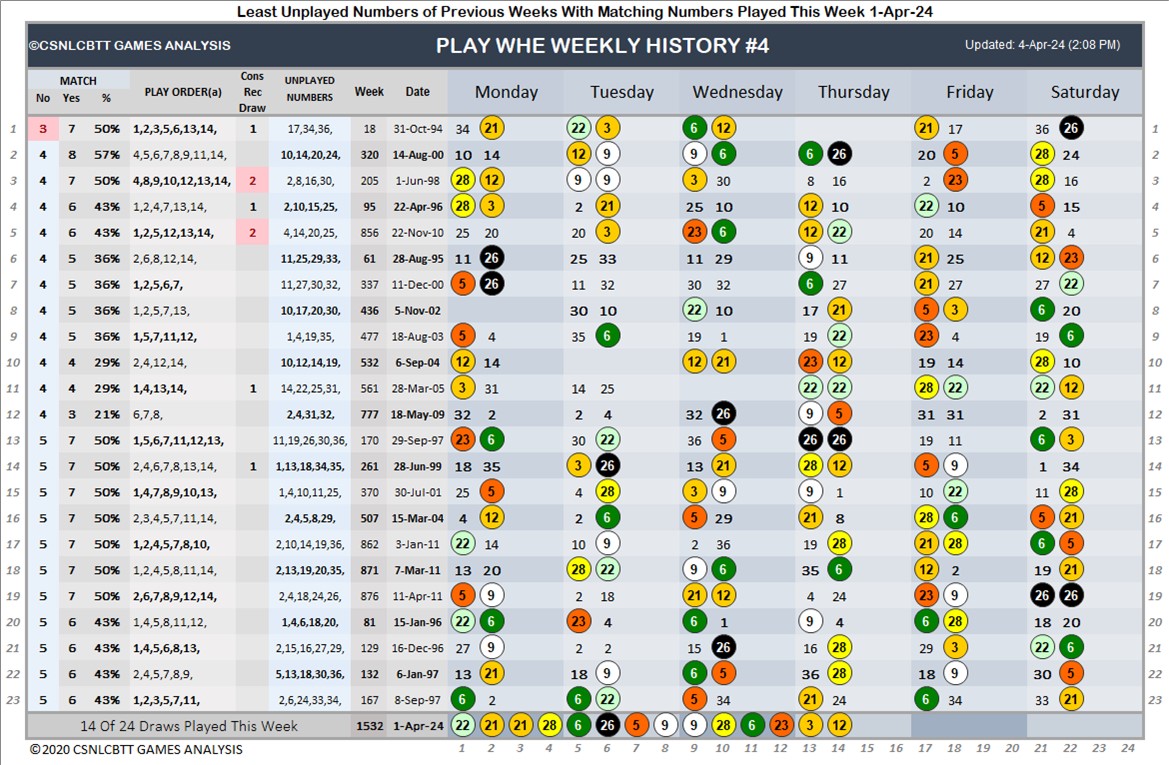 Least Unplayed Numbers of Previous Weeks With Matching Numbers Played This Week 1-Apr-24
©CSNLCBTT GAMES ANALYSIS PLAY WHE WEEKLY HISTORY #4 Updated: 4-Apr-24 (2:08 PM)
MATCH
No Yes % PLAY ORDER(a) Cons Rec Draw UNPLAYED NUMBERS Week Date Monday Tuesday Wednesday Thursday Friday Saturday
1 3 7 50% 1,2,3,5,6,13,14, 1 17,34,36, 18 31-Oct-94 34 21 22 3 6 12 21 17 36 26 1
2 4 8 57% 4,5,6,7,8,9,11,14, 10,14,20,24, 320 14-Aug-00 10 14 12 9 9 6 6 26 20 5 28 24 2
3 4 7 50% 4,8,9,10,12,13,14, 2 2,8,16,30, 205 1-Jun-98 28 12 9 9 3 30 8 16 2 23 28 16 3
4 4 6 43% 1,2,4,7,13,14, 1 2,10,15,25, 95 22-Apr-96 28 3 2 21 25 10 12 10 22 10 5 15 4
5 4 6 43% 1,2,5,12,13,14, 2 4,14,20,25, 856 22-Nov-10 25 20 20 3 23 6 12 22 20 14 21 4 5
6 4 5 36% 2,6,8,12,14, 11,25,29,33, 61 28-Aug-95 11 26 25 33 11 29 9 11 21 25 12 23 6
7 4 5 36% 1,2,5,6,7, 11,27,30,32, 337 11-Dec-00 5 26 11 32 30 32 6 27 21 27 27 22 7
8 4 5 36% 1,2,5,7,13, 10,17,20,30, 436 5-Nov-02 30 10 22 10 17 21 5 3 6 20 8
9 4 5 36% 1,5,7,11,12, 1,4,19,35, 477 18-Aug-03 5 4 35 6 19 1 19 22 23 4 19 6 9
10 4 4 29% 2,4,12,14, 10,12,14,19, 532 6-Sep-04 12 14 12 21 23 12 19 14 28 10 10
11 4 4 29% 1,4,13,14, 1 14,22,25,31, 561 28-Mar-05 3 31 14 25 22 22 28 22 22 12 11
12 4 3 21% 6,7,8, 2,4,31,32, 777 18-May-09 32 2 2 4 32 26 9 5 31 31 2 31 12
13 5 7 50% 1,5,6,7,11,12,13, 11,19,26,30,36, 170 29-Sep-97 23 6 30 22 36 5 26 26 19 11 6 3 13
14 5 7 50% 2,4,6,7,8,13,14, 1 1,13,18,34,35, 261 28-Jun-99 18 35 3 26 13 21 28 12 5 9 1 34 14
15 5 7 50% 1,4,7,8,9,10,13, 1,4,10,11,25, 370 30-Jul-01 25 5 4 28 3 9 9 1 10 22 11 28 15
16 5 7 50% 2,3,4,5,7,11,14, 2,4,5,8,29, 507 15-Mar-04 4 12 2 6 5 29 21 8 28 6 5 21 16
17 5 7 50% 1,2,4,5,7,8,10, 2,10,14,19,36, 862 3-Jan-11 22 14 10 9 2 36 19 28 21 28 6 5 17
18 5 7 50% 1,2,4,5,8,11,14, 2,13,19,20,35, 871 7-Mar-11 13 20 28 22 9 6 35 6 12 2 19 21 18
19 5 7 50% 2,6,7,8,9,12,14, 2,4,18,24,26, 876 11-Apr-11 5 9 2 18 21 12 4 24 23 9 26 26 19
20 5 6 43% 1,4,5,8,11,12, 1,4,6,18,20, 81 15-Jan-96 22 6 23 4 6 1 9 4 6 28 18 20 20
21 5 6 43% 1,4,5,6,8,13, 2,15,16,27,29, 129 16-Dec-96 27 9 2 2 15 26 16 28 29 3 22 6 21
22 5 6 43% 2,4,5,7,8,9, 5,13,18,30,36, 132 6-Jan-97 13 21 18 9 6 5 36 28 18 9 30 5 22
23 5 6 43% 1,2,3,5,7,11, 2,6,24,33,34, 167 8-Sep-97 6 2 6 22 5 34 21 24 6 34 33 21 23
14 Of 24 Draws Played This Week 1532 1-Apr-24 22 21 21 28 6 26 5 9 9 28 6 23 3 12
© 2020 CSNLCBTT GAMES ANALYSIS 1 2 3 4 5 6 7 8 9 10 11 12 13 14 15 16 17 18 19 20 21 22 23 24